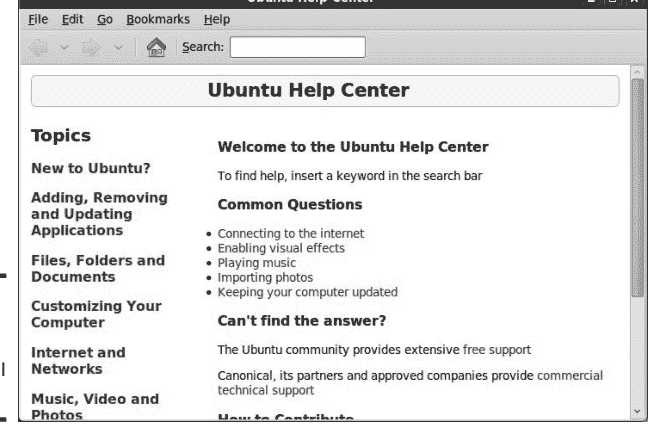 Ubuntu Help Center
File Edit Go Bookmarks Help
Search:
Ubuntu Help Center
Topics
New to Ubuntu?
Adding, Removing
and Updating
Applications
Files, Folders and
Documents
Customizing Your
Computer
Internet and
Networks
Music, Video and
Photos
Welcome to the Ubuntu Help Center
To find help, insert a keyword in the search bar
Common Questions
Connecting to the internet
Enabling visual effects
Playing music
Importing photos
Keeping your computer updated
Can't find the answer?
The Ubuntu community provides extensive free support
Canonical, its partners and approved companies provide commercial
technical support
How to Contribute